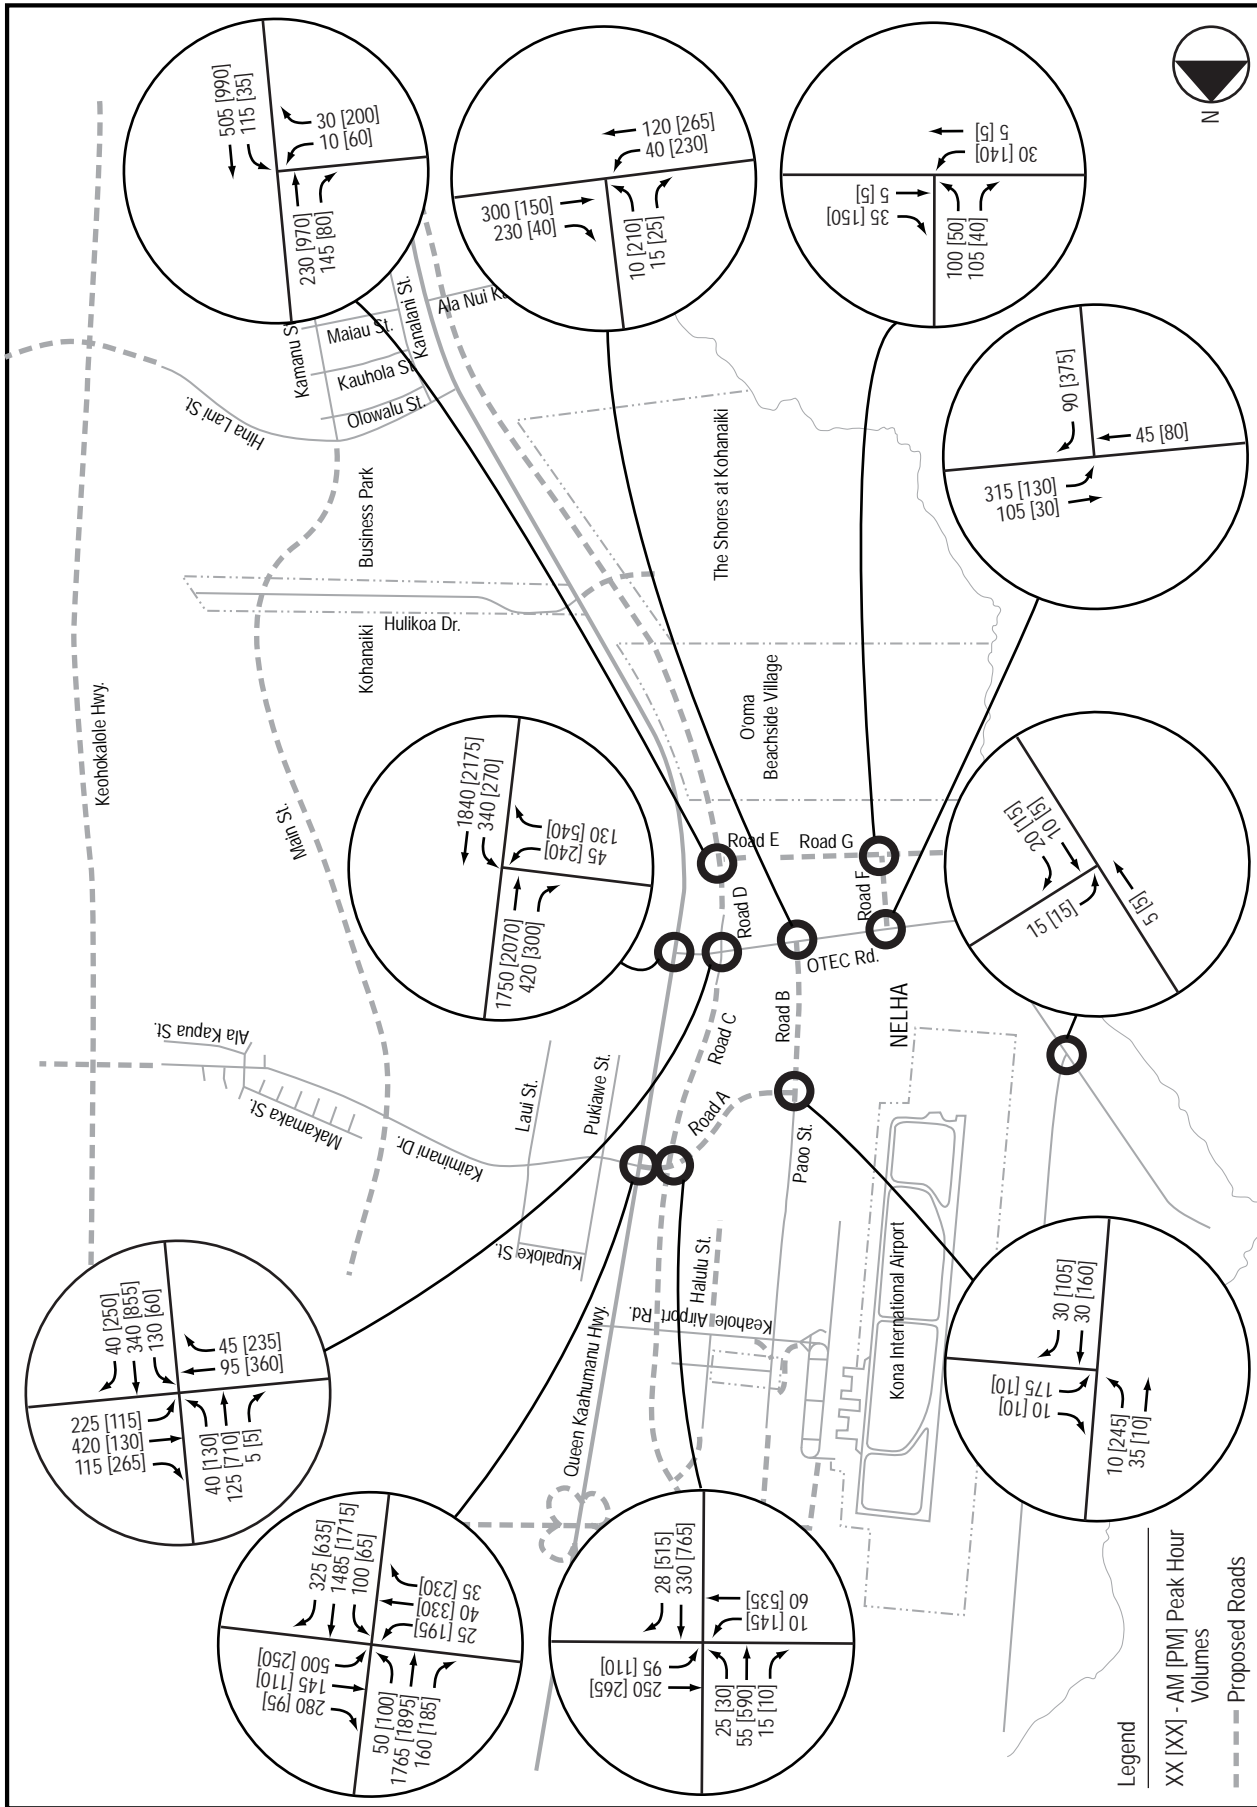 505 [990]
115 [35]
30 [200]
10 [60]
230 [970]
145 [80]
300 [150]
230 [40]
120 [265]
40 [230]
10 [210]
15 [25]
35 [150]
5 [5]
5 [5]
30 [140]
100 [50]
105 [40]
N
90 [375]
45 [80]
315 [130]
105 [30]
Kamanu S
Maiau St.
Kanalani St.
Ala Nui K
Kauhola St
Olowalu St.
Hina Lani St.
Kohanaiki
Business Park
Hulikoa Dr.
The Shores at Kohanaiki
O'oma
Beachside Village
Keohokalole Hwy.
Main St.
1840 [2175]
340 [270]
130 [540]
45 [240]
1750 [2070]
420 [300]
Road E
Road G
Road D
Road F
OTEC Rd.
Road C
Road B
NELHA
Road A
20 [15]
10 [5]
15 [15]
5 [5]
Ala Kapua St.
Makamaka St.
Kaiminani Dr.
Laui St.
Pukiawe St.
Kupaloke St.
Paoo St.
Halulu St.
Keahole Airport Rd.
Queen Kaahumanu Hwy.
Kona International Airport
40 [250]
340 [855]
130 [60]
45 [235]
95 [360]
225 [115]
420 [130]
115 [265]
40 [130]
125 [710]
5 [5]
325 [635]
1485 [1715]
100 [65]
35 [230]
40 [330]
25 [195]
500 [250]
145 [110]
280 [95]
50 [100]
1765 [1895]
160 [185]
28 [515]
330 [765]
60 [535]
10 [145]
95 [110]
250 [265]
25 [30]
55 [590]
15 [10]
30 [105]
30 [160]
175 [10]
10 [10]
10 [245]
35 [10]
Legend
XX [XX] - AM [PM] Peak Hour
Volumes
- Proposed Roads